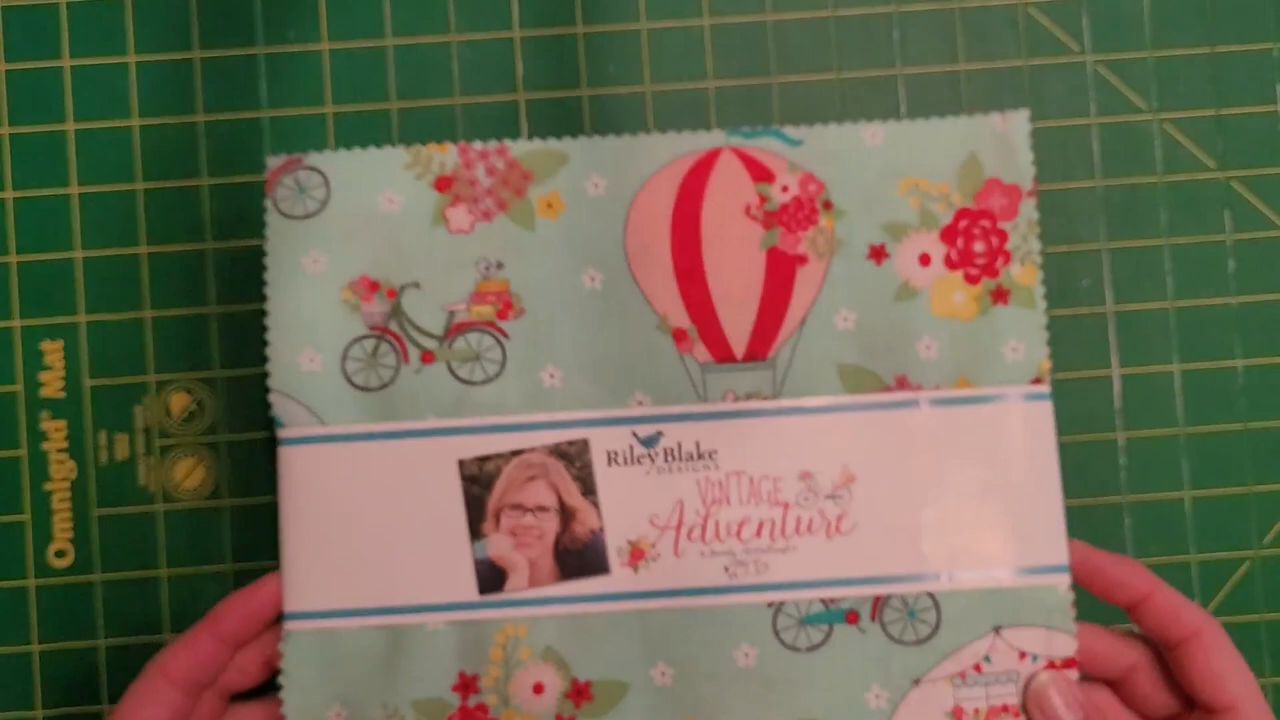 Omnigrid® Mat
Riley Blake
DESIGNS
VINTAGE
Adventure